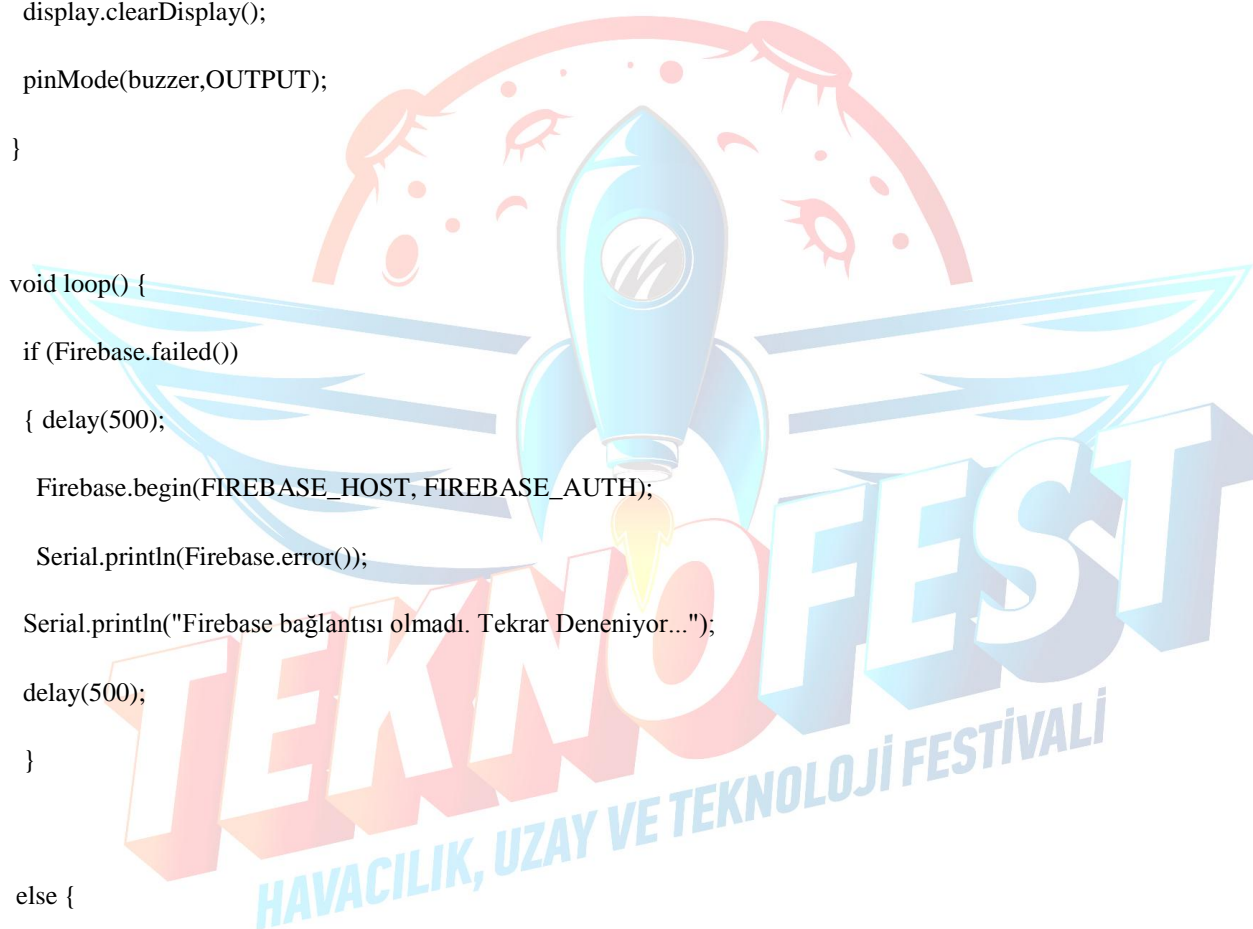 display.clearDisplay();
pinMode(buzzer,OUTPUT);
}
void loop() {
if (Firebase.failed())
{ delay(500);
Firebase.begin(FIREBASE_HOST, FIREBASE_AUTH);
Serial.println(Firebase.error());
Serial.println("Firebase bağlantısı olmadı. Tekrar Deneniyor...");
delay(500);
}
else {
TEKNOFEST
HAVACILIK, UZAY VE TEKNOLOJİ FESTİVALİ